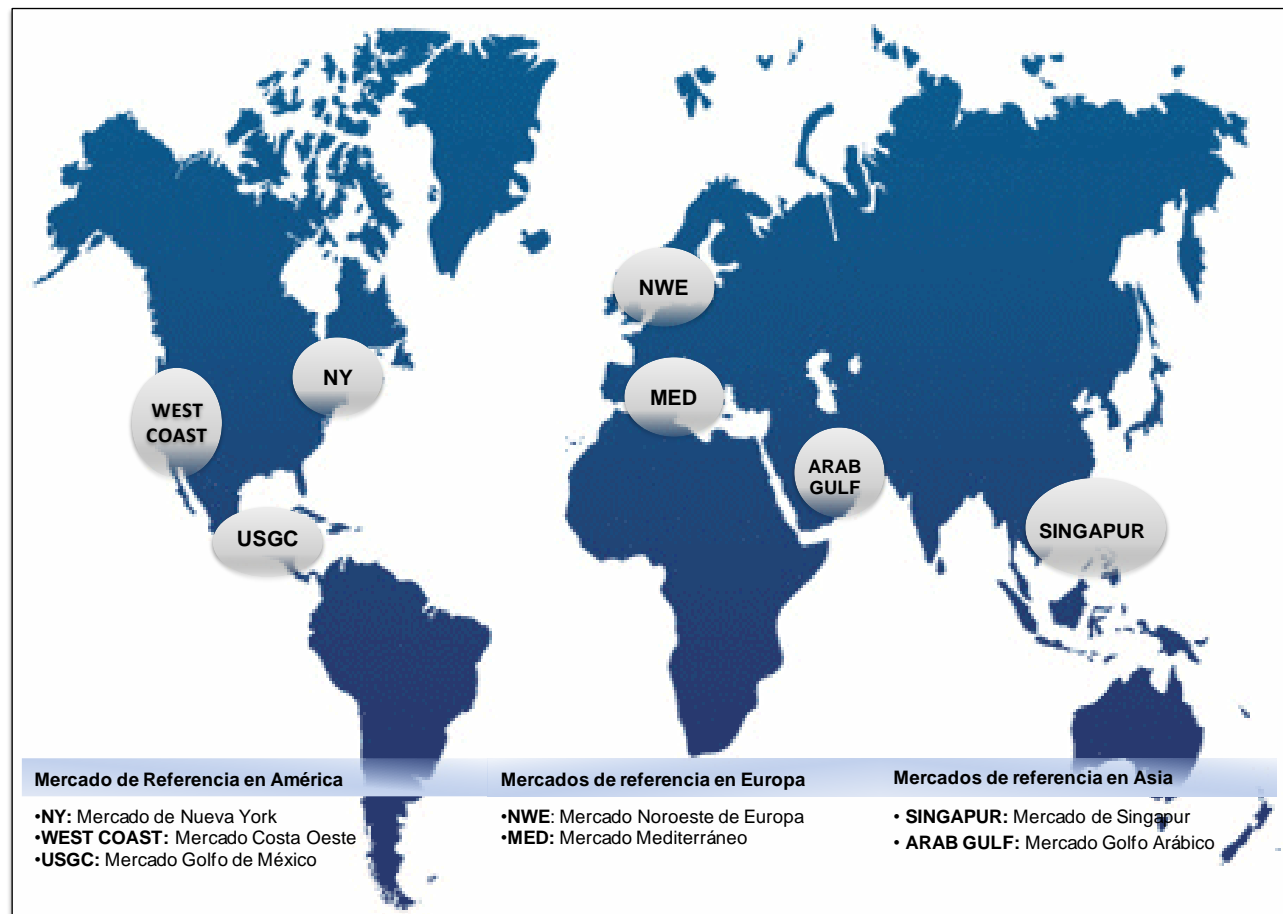 NWE
NY
MED
WEST
COAST
ARAB
GULF
SINGAPUR
USGC
Mercado de Referencia en América
•NY: Mercado de Nueva York
•WEST COAST: Mercado Costa Oeste
•USGC: Mercado Golfo de México
Mercados de referencia en Europa
•NWE: Mercado Noroeste de Europa
•MED: Mercado Mediterráneo
Mercados de referencia en Asia
• SINGAPUR: Mercado de Singapur
• ARAB GULF: Mercado Golfo Arábico